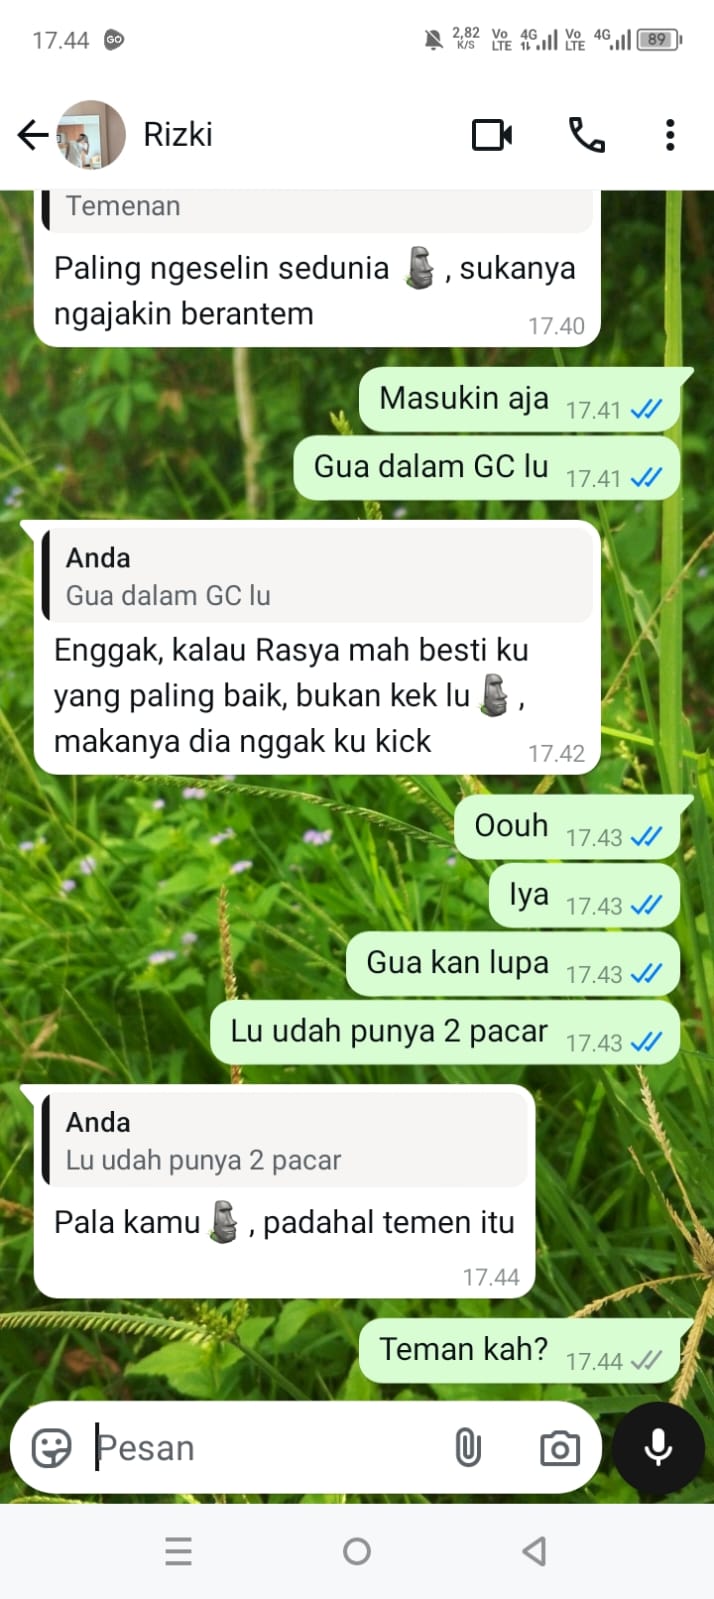 17.44 GO 2,82 K/S Vo LTE 4G Vo LTE 4G 89
Rizki
Temenan
Paling ngeselin sedunia 🗿, sukanya
ngajakin berantem
17.40
Masukin aja 17.41
Gua dalam GC lu 17.41
Anda
Gua dalam GC lu
Enggak, kalau Rasya mah besti ku
yang paling baik, bukan kek lu🗿,
makanya dia nggak ku kick
17.42
Oouh 17.43
Iya 17.43
Gua kan lupa 17.43
Lu udah punya 2 pacar 17.43
Anda
Lu udah punya 2 pacar
Pala kamu🗿, padahal temen itu
17.44
Teman kah? 17.44
Pesan